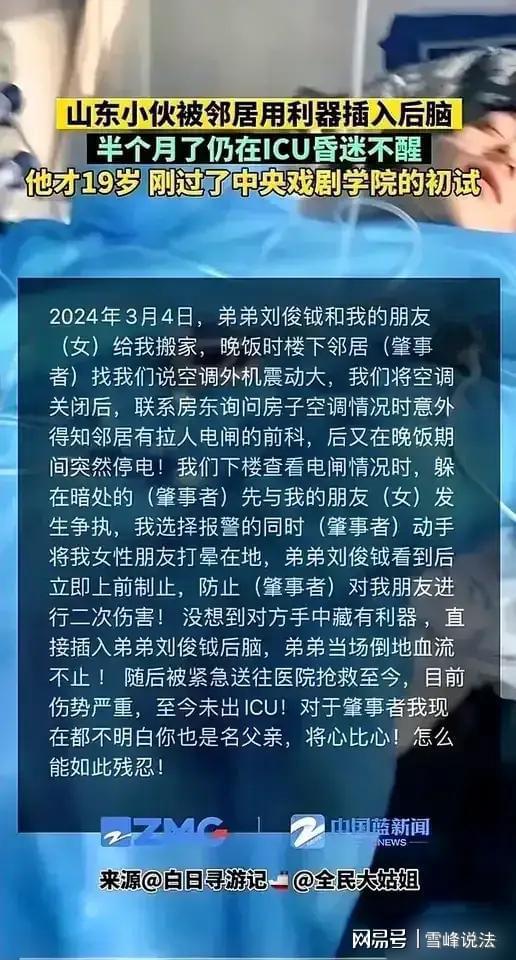 山东小伙被邻居用利器插入后脑
半个月了仍在ICU昏迷不醒
他才19岁 刚过了中央戏剧学院的初试
2024年3月4日，弟弟刘俊钺和我的朋友
（女）给我搬家，晚饭时楼下邻居（肇事
者）找我们说空调外机震动大，我们将空调
关闭后，联系房东询问房子空调情况时意外
得知邻居有拉人电闸的前科，后又在晚饭期
间突然停电！我们下楼查看电闸情况时，躲
在暗处的（肇事者）先与我的朋友（女）发
生争执，我选择报警的同时（肇事者）动手
将我女性朋友打晕在地，弟弟刘俊钺看到后
立即上前制止，防止（肇事者）对我朋友进
行二次伤害！没想到对方手中藏有利器，直
接插入弟弟刘俊钺后脑，弟弟当场倒地血流
不止！随后被紧急送往医院抢救至今，目前
伤势严重，至今未出ICU！对于肇事者我现
在都不明白你也是名父亲，将心比心！怎么
能如此残忍！
ZMG 中国蓝新闻
NEWS
来源@白日寻游记 @全民大姑姐
网易号 雪峰说法